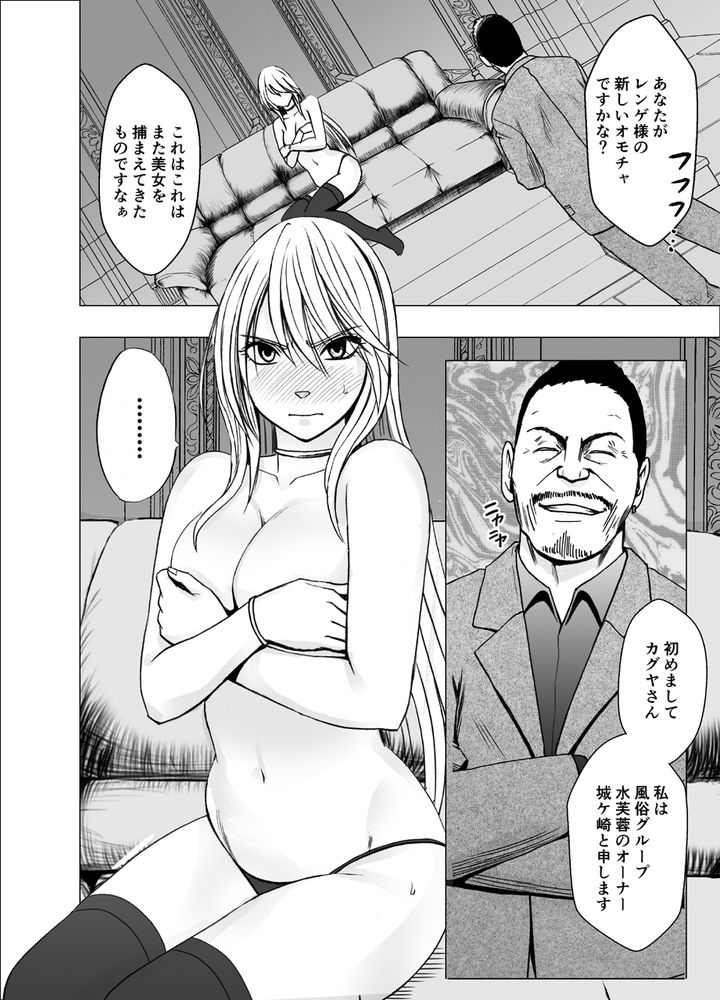 あなたが
レンゲ様の
新しいオモチャ
ですかな?
フフフ…
これはこれは
また美女を
捕まえてきた
ものですなぁ
ニヤニヤ
初めまして
カグヤさん
私は
風俗グループ
水芙蓉のオーナー
城ケ崎と申します
………